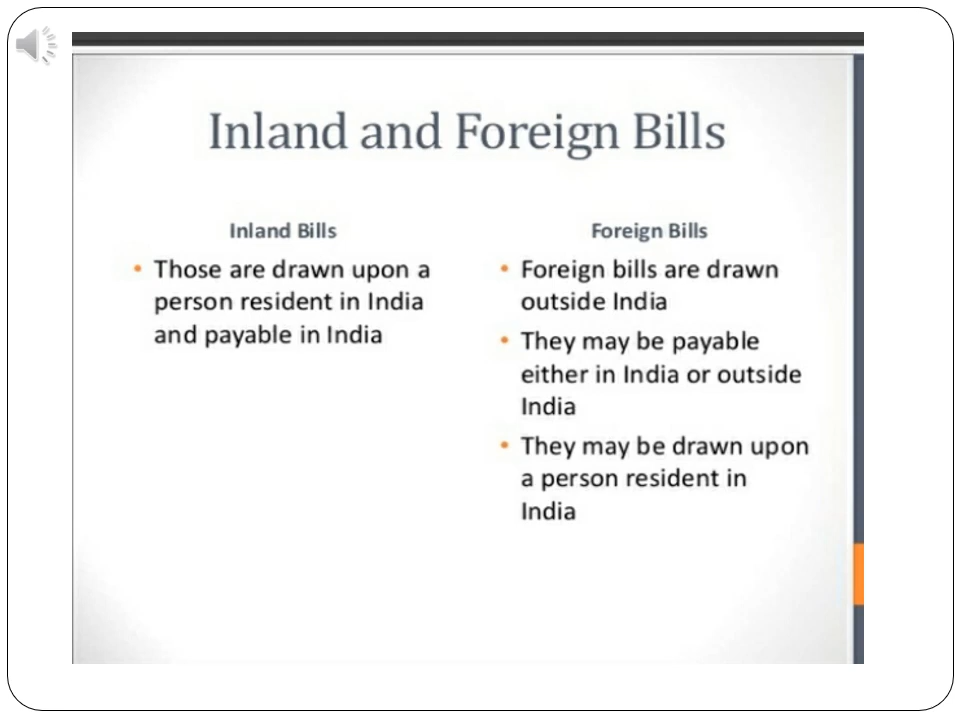 Inland and Foreign Bills
Inland Bills
• Those are drawn upon a
person resident in India
and payable in India
Foreign Bills
• Foreign bills are drawn
outside India
• They may be payable
either in India or outside
India
• They may be drawn upon
a person resident in
India